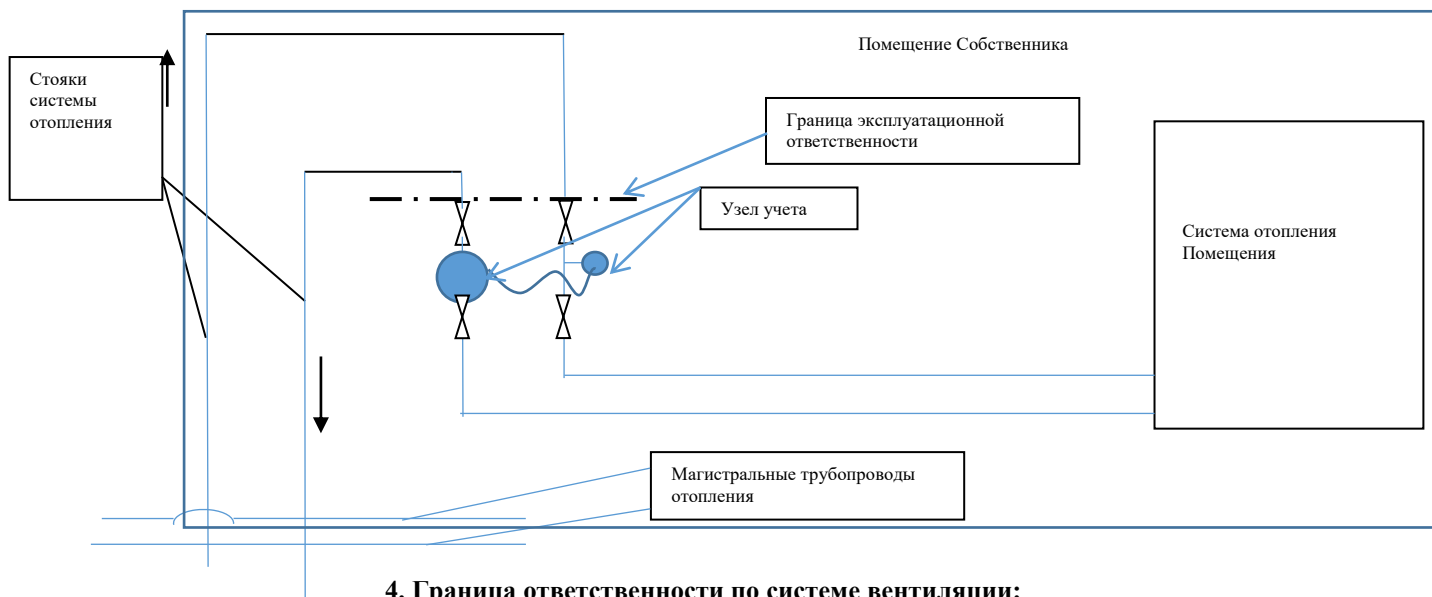 Помещение Собственника
Стояки
системы
отопления
Граница эксплуатационной
ответственности
Узел учета
Система отопления
Помещения
Магистральные трубопроводы
отопления
4. Граница ответственности по системе вентиляции: